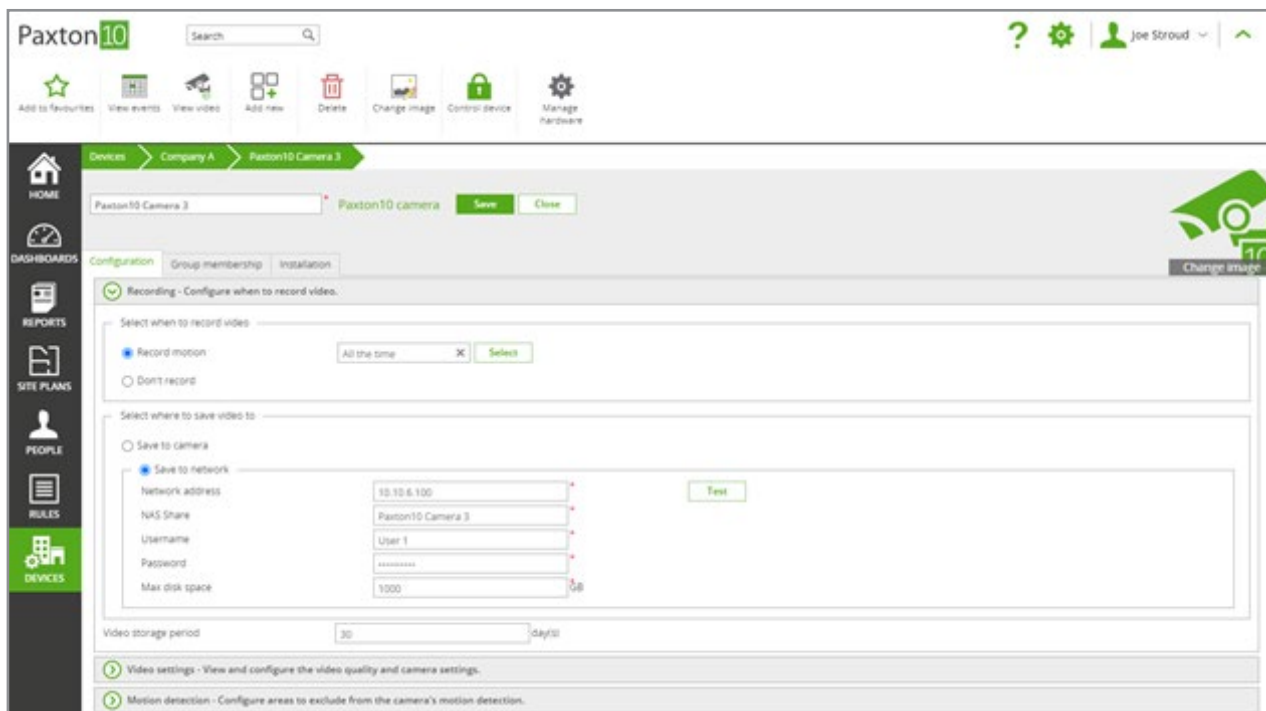 Paxton10
Search
Joe Stroud
Add to favourites
View events
View video
Add new
Delete
Change image
Control device
Manage
hardware
HOME
DASHBOARDS
REPORTS
SITE PLANS
PEOPLE
RULES
DEVICES
Devices
Company A
Paxton10 Camera 3
Paxton10 Camera 3 *
Paxton10 camera
Save
Close
10
Change image
Configuration
Group membership
Installation
Recording - Configure when to record video.
Select when to record video
Record motion
All the time
Select
Don't record
Select where to save video to
Save to camera
Save to network
Network address
10.10.6.100 *
Test
NAS Share
Paxton10 Camera 3 *
Username
User 1 *
Password
*
Max disk space
1000 * GB
Video storage period
30
day(s)
Video settings - View and configure the video quality and camera settings.
Motion detection - Configure areas to exclude from the camera's motion detection.